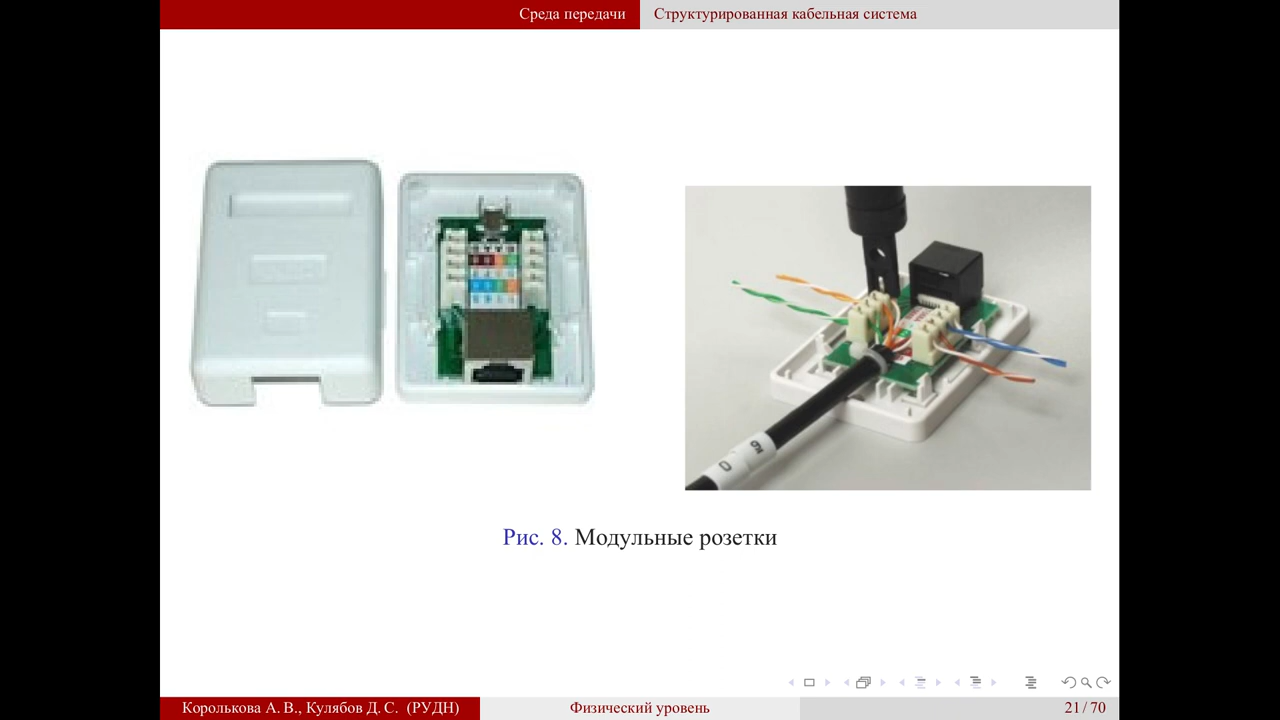 Среда передачи
Структурированная кабельная система
Рис. 8. Модульные розетки
Королькова А. В., Кулябов Д. С. (РУДН)
Физический уровень
21 / 70